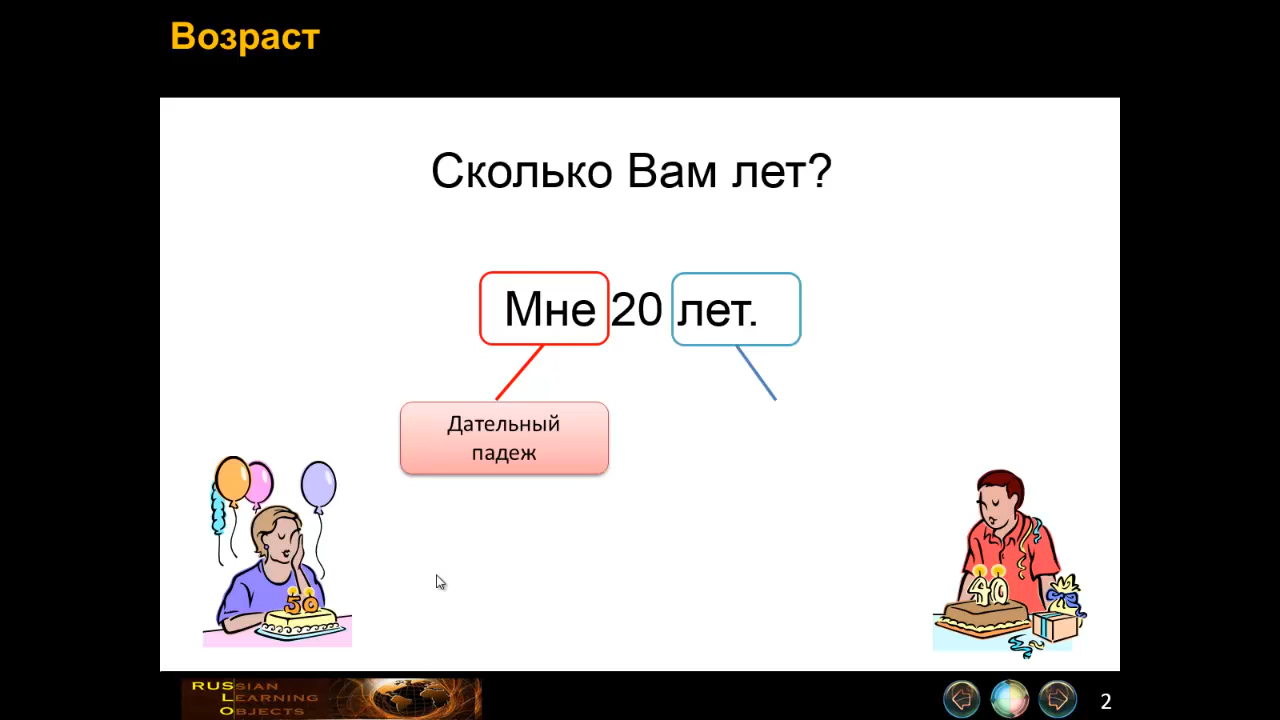 Возраст
Сколько Вам лет?
Мне 20 лет.
Дательный
падеж
50
40
RUSSIAN
LEARNING
OBJECTS
2